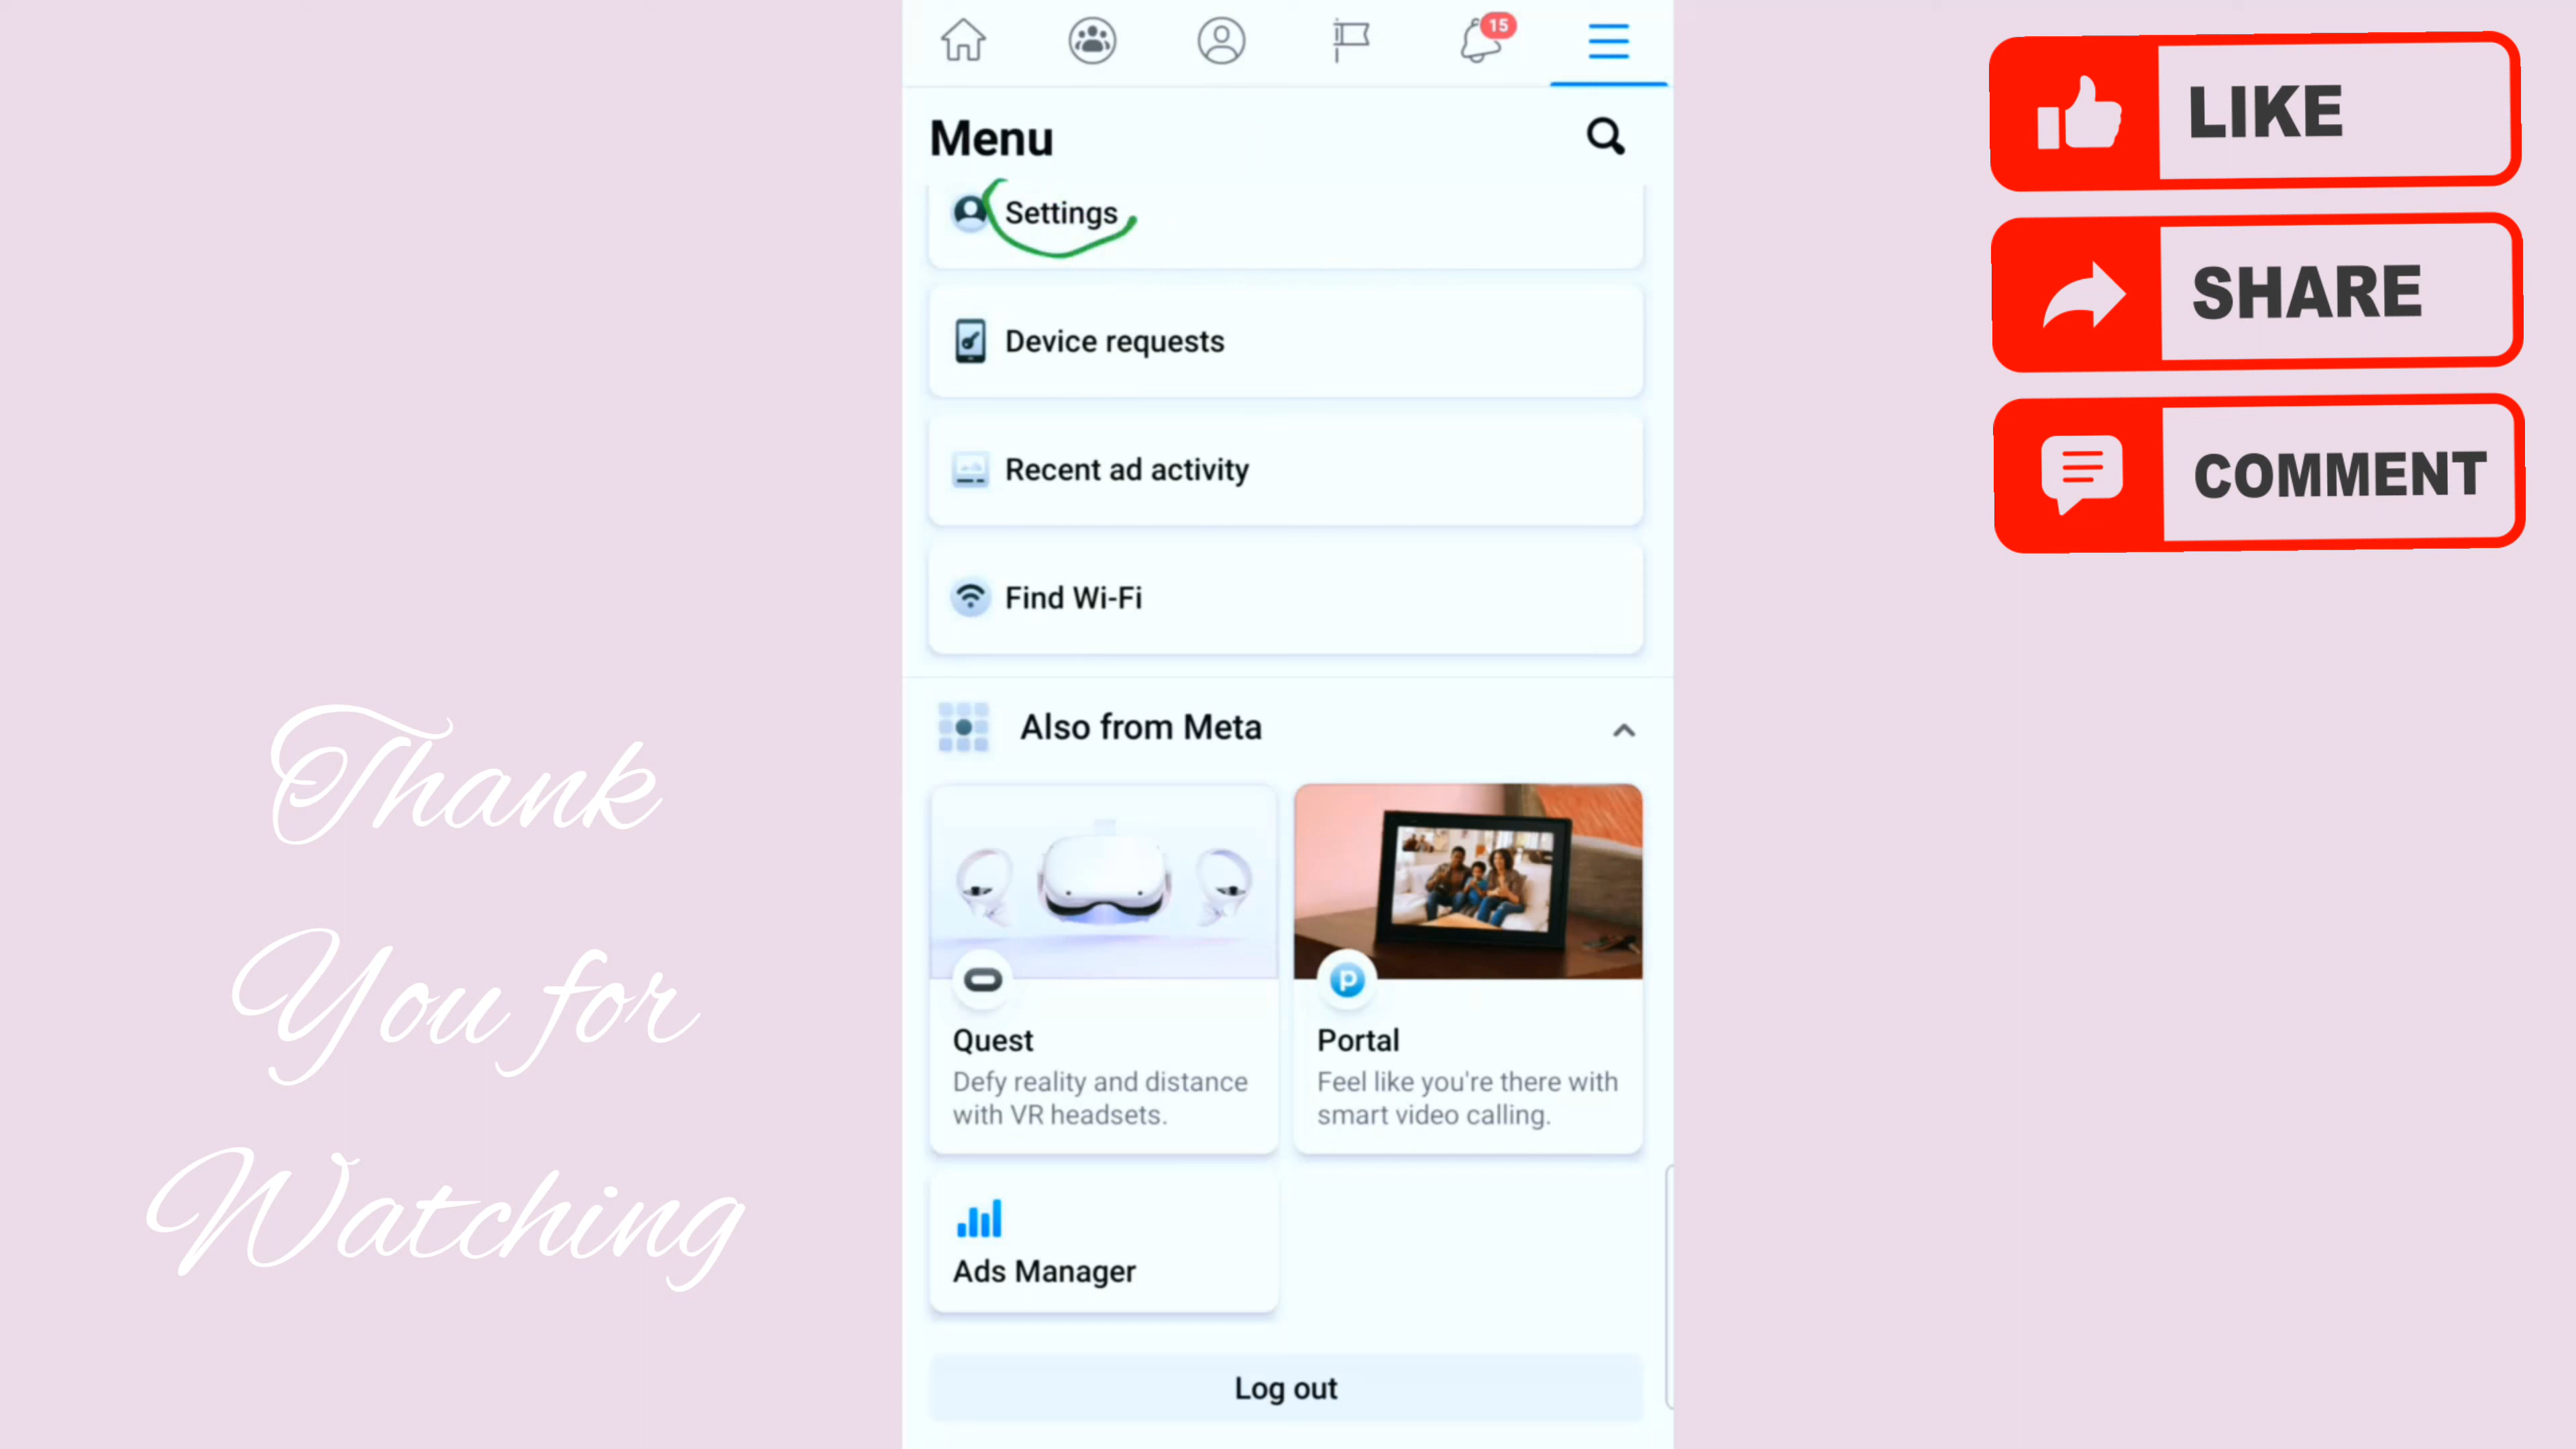 15
Menu
Settings
Device requests
Recent ad activity
Find Wi-Fi
Also from Meta
Quest
Defy reality and distance
with VR headsets.
Portal
Feel like you're there with
smart video calling.
Ads Manager
Log out
Thank
You for
Watching
LIKE
SHARE
COMMENT